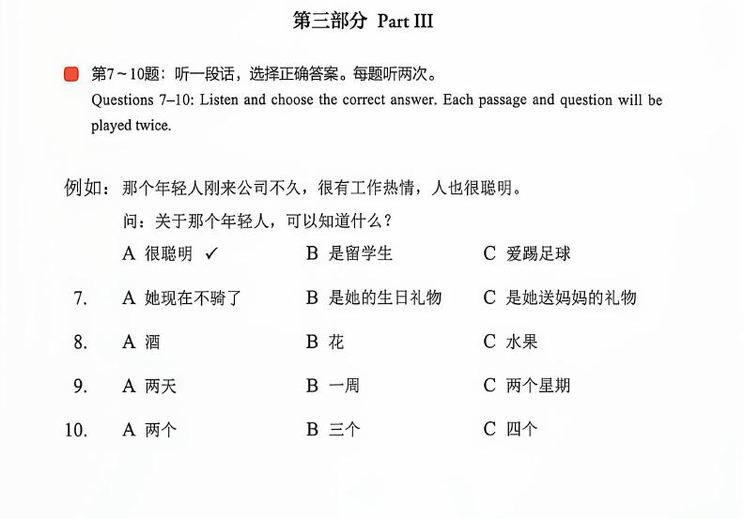 第三部分 Part III
第7~10题：听一段话，选择正确答案。每题听两次。
Questions 7–10: Listen and choose the correct answer. Each passage and question will be
played twice.
例如：那个年轻人刚来公司不久，很有工作热情，人也很聪明。
问：关于那个年轻人，可以知道什么？
A 很聪明 ✓ B 是留学生 C 爱踢足球
7. A 她现在不骑了 B 是她的生日礼物 C 是她送妈妈的礼物
8. A 酒 B 花 C 水果
9. A 两天 B 一周 C 两个星期
10. A 两个 B 三个 C 四个